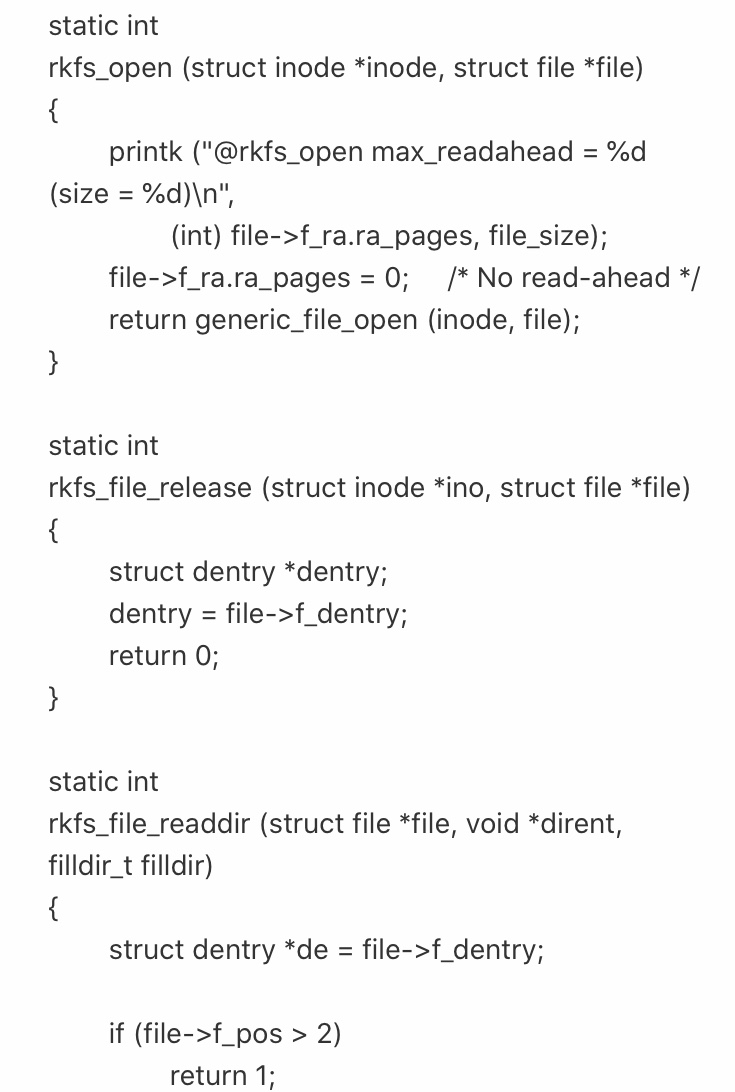 static int
rkfs_open (struct inode *inode, struct file *file)
{
printk ("@rkfs_open max_readahead = %d
(size = %d)\n",
(int) file->f_ra.ra_pages, file_size);
file->f_ra.ra_pages = 0; /* No read-ahead */
return generic_file_open (inode, file);
}
static int
rkfs_file_release (struct inode *ino, struct file *file)
{
struct dentry *dentry;
dentry = file->f_dentry;
return 0;
}
static int
rkfs_file_readdir (struct file *file, void *dirent,
filldir_t filldir)
{
struct dentry *de = file->f_dentry;
if (file->f_pos > 2)
return 1;